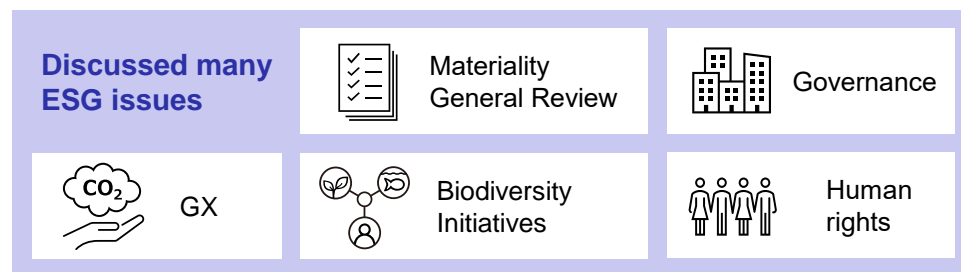 Discussed many
ESG issues
Materiality
General Review
Governance
CO2
GX
Biodiversity
Initiatives
Human
rights